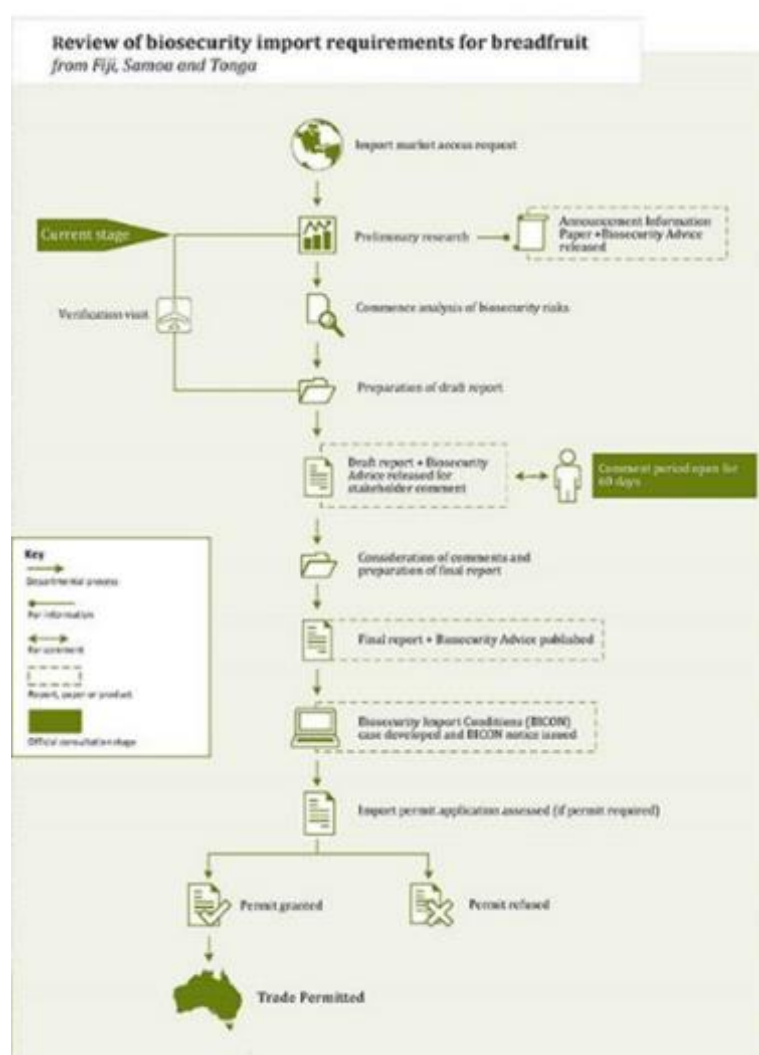 Review of biosecurity import requirements for breadfruit
from Fiji, Samoa and Tonga
Import market access request
Current stage
Preliminary research
Announcement Information
Paper +Biosecurity Advice
released
Verification visit
Commence analysis of biosecurity risks
Preparation of draft report
Draft report + Biosecurity
Advice released for
stakeholder comment
Comment period open for
60 days
Consideration of comments and
preparation of final report
Final report + Biosecurity Advice published
Biosecurity Import Conditions (BICON)
case developed and BICON notice issued
Import permit application assessed (if permit required)
Permit granted
Permit refused
Trade Permitted
Key
Departmental process
For information
For comment
Report, paper or product
Official consultation stage